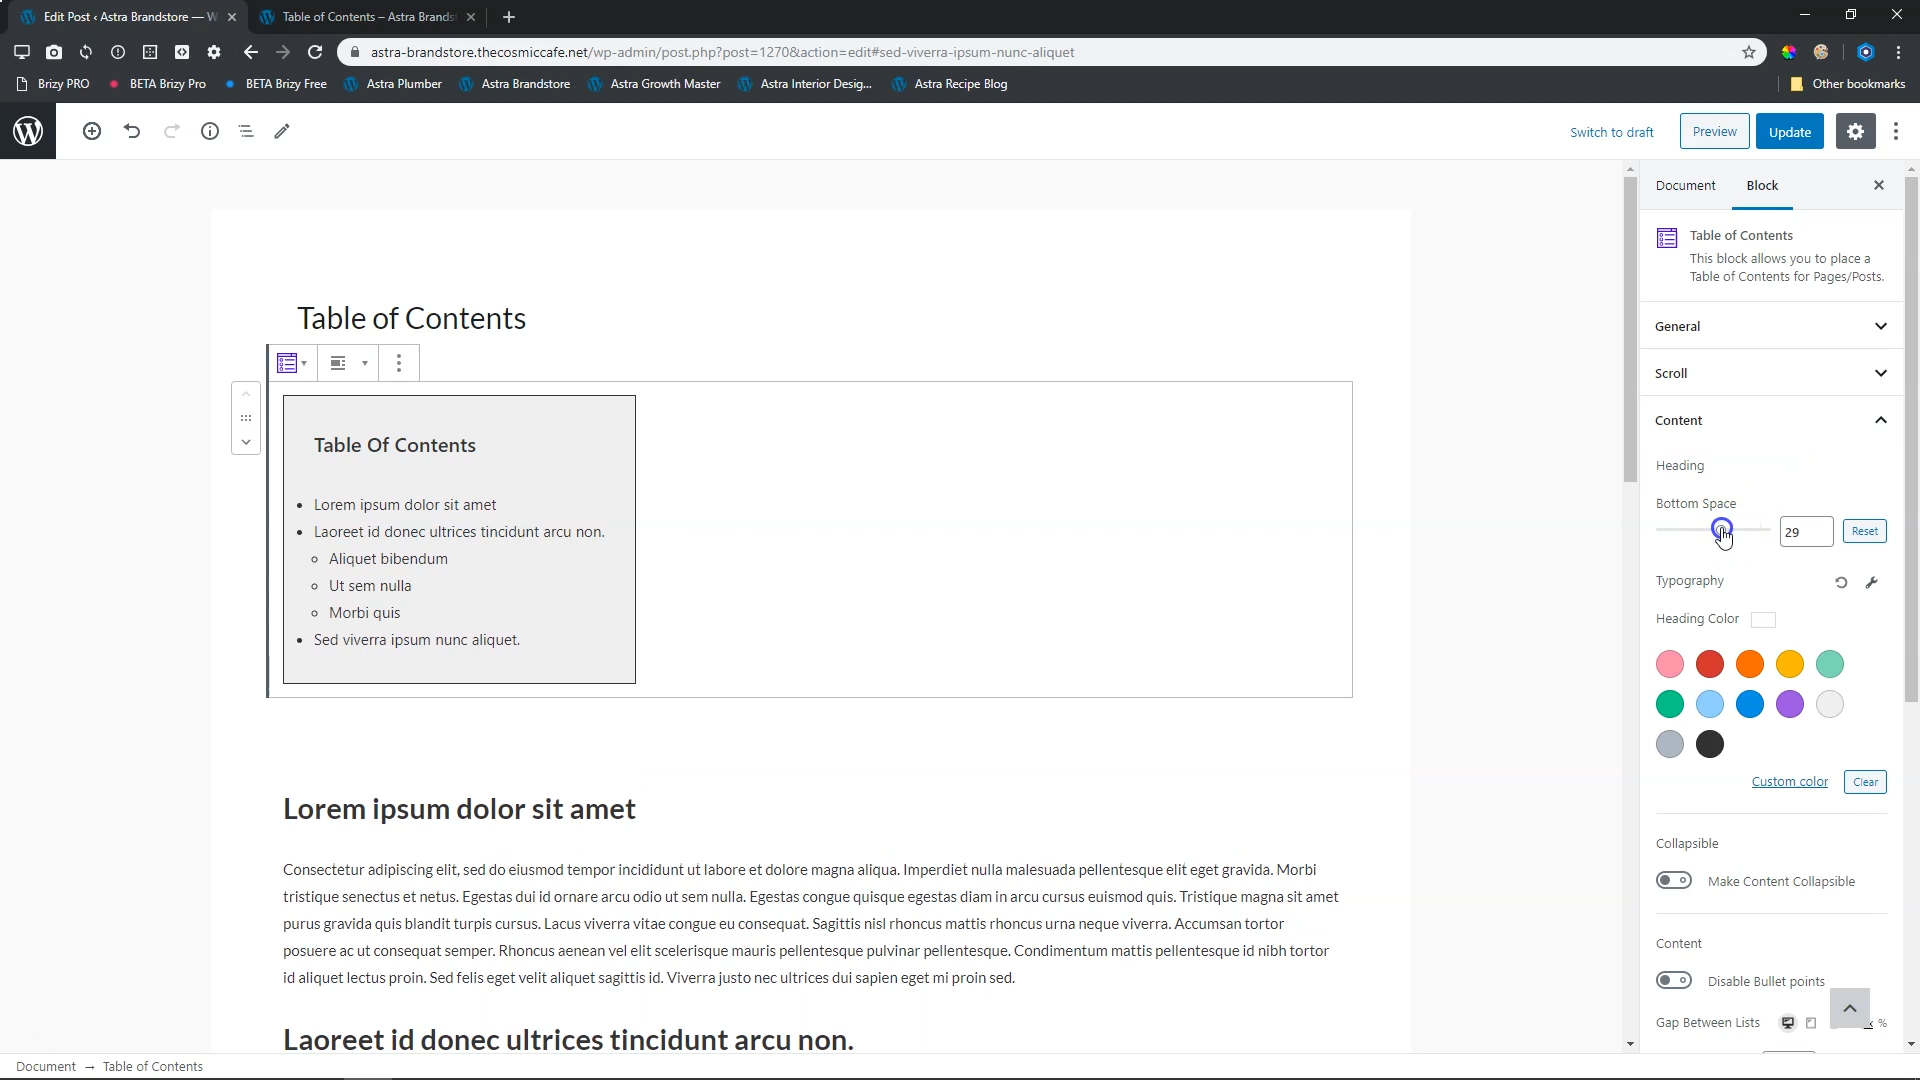 Edit Post ‹ Astra Brandstore — W
Table of Contents – Astra Brands
astra-brandstore.thecosmiccafe.net/wp-admin/post.php?post=1270&action=edit#sed-viverra-ipsum-nunc-aliquet
Brizy PRO
BETA Brizy Pro
BETA Brizy Free
Astra Plumber
Astra Brandstore
Astra Growth Master
Astra Interior Desig...
Astra Recipe Blog
Other bookmarks
Switch to draft
Preview
Update
Document
Block
Table of Contents
This block allows you to place a
Table of Contents for Pages/Posts.
General
Scroll
Content
Heading
Bottom Space
29
Reset
Typography
Heading Color
Custom color
Clear
Collapsible
Make Content Collapsible
Content
Disable Bullet points
Gap Between Lists
%
Table of Contents
Table Of Contents
• Lorem ipsum dolor sit amet
• Laoreet id donec ultrices tincidunt arcu non.
◦ Aliquet bibendum
◦ Ut sem nulla
◦ Morbi quis
• Sed viverra ipsum nunc aliquet.
Lorem ipsum dolor sit amet
Consectetur adipiscing elit, sed do eiusmod tempor incididunt ut labore et dolore magna aliqua. Imperdiet nulla malesuada pellentesque elit eget gravida. Morbi
tristique senectus et netus. Egestas dui id ornare arcu odio ut sem nulla. Egestas congue quisque egestas diam in arcu cursus euismod quis. Tristique magna sit amet
purus gravida quis blandit turpis cursus. Lacus viverra vitae congue eu consequat. Sagittis nisl rhoncus mattis rhoncus urna neque viverra. Accumsan tortor
posuere ac ut consequat semper. Rhoncus aenean vel elit scelerisque mauris pellentesque pulvinar pellentesque. Condimentum mattis pellentesque id nibh tortor
id aliquet lectus proin. Sed felis eget velit aliquet sagittis id. Viverra justo nec ultrices dui sapien eget mi proin sed.
Laoreet id donec ultrices tincidunt arcu non.
Document → Table of Contents